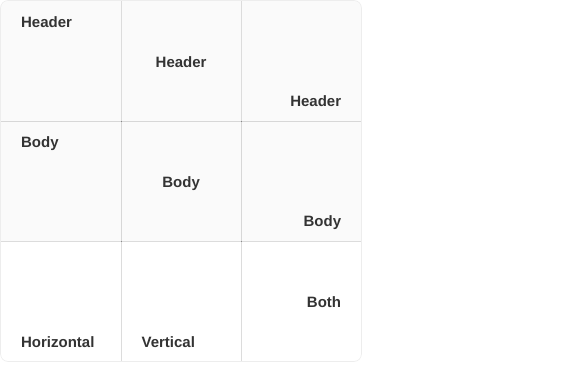 Header
Header
Header
Body
Body
Body
Horizontal
Vertical
Both